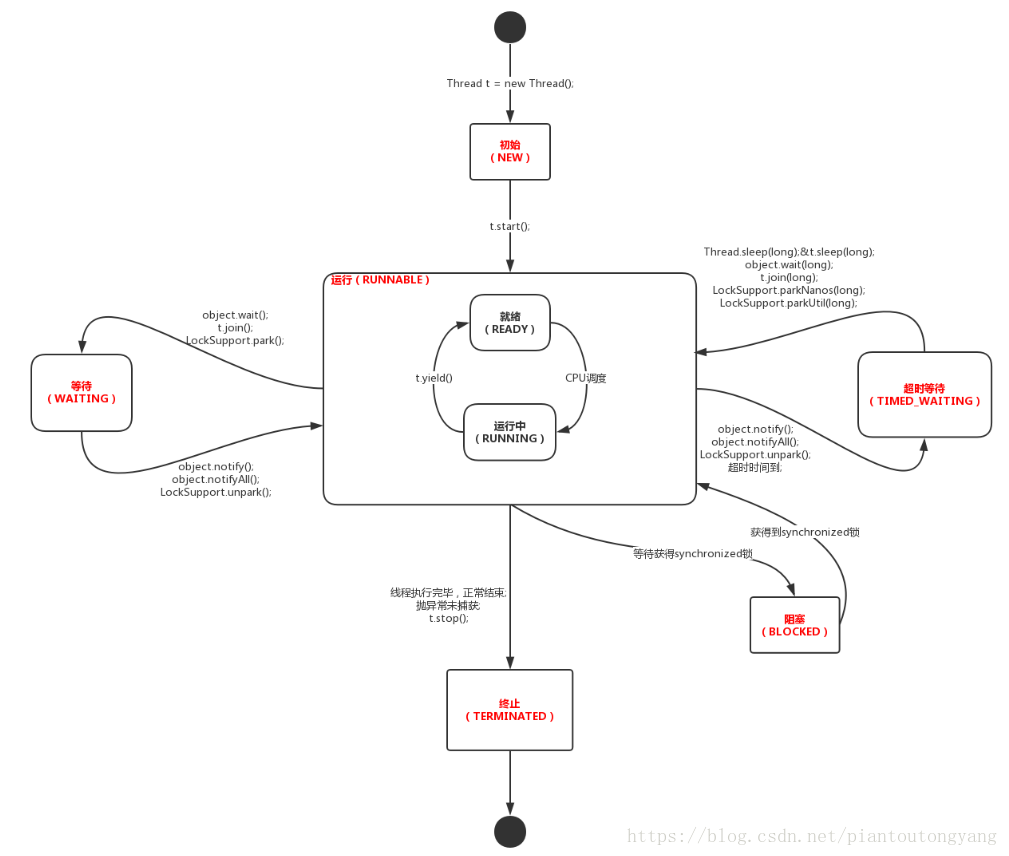 Thread t = new Thread();
初始
（NEW）
t.start();
运行（RUNNABLE）
就绪
（READY）
t.yield()
CPU调度
运行中
（RUNNING）
object.wait();
t.join();
LockSupport.park();
等待
（WAITING）
object.notify();
object.notifyAll();
LockSupport.unpark();
Thread.sleep(long);&t.sleep(long);
object.wait(long);
t.join(long);
LockSupport.parkNanos(long);
LockSupport.parkUtil(long);
超时等待
（TIMED_WAITING）
object.notify();
object.notifyAll();
LockSupport.unpark();
超时时间到;
获得到synchronized锁
等待获得synchronized锁
阻塞
（BLOCKED）
线程执行完毕，正常结束;
抛异常未捕获;
t.stop();
终止
（TERMINATED）
https://blog.csdn.net/piantoutongyang